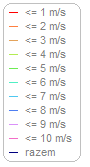 <= 1 m/s
<= 2 m/s
<= 3 m/s
<= 4 m/s
<= 5 m/s
<= 6 m/s
<= 7 m/s
<= 8 m/s
<= 9 m/s
<= 10 m/s
razem